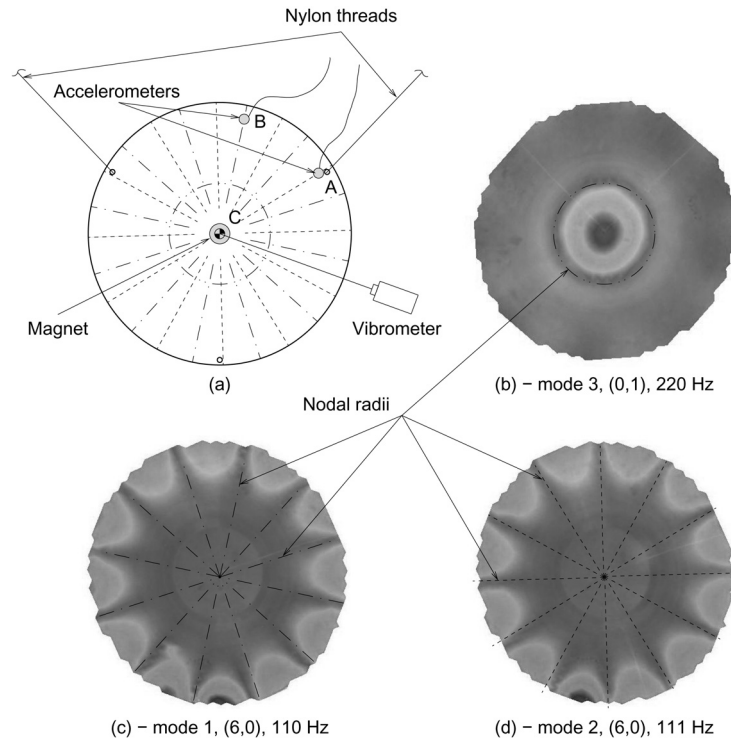 Nylon threads
Accelerometers
B
A
C
Magnet
Vibrometer
(a)
(b) − mode 3, (0,1), 220 Hz
Nodal radii
(c) − mode 1, (6,0), 110 Hz
(d) − mode 2, (6,0), 111 Hz